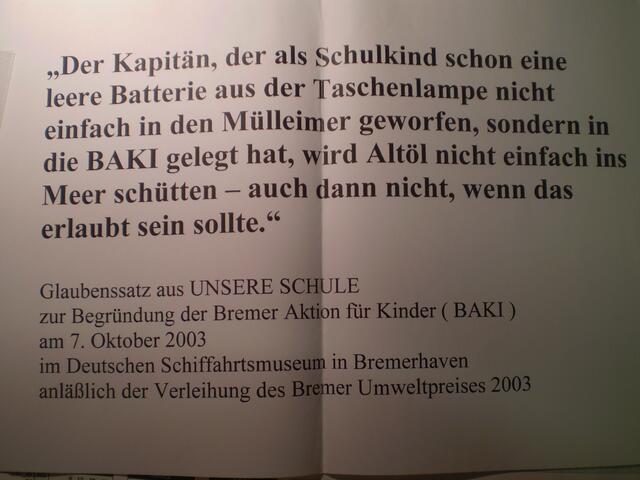 „Der Kapitän, der als Schulkind schon eine
leere Batterie aus der Taschenlampe nicht
einfach in den Mülleimer geworfen, sondern in
die BAKI gelegt hat, wird Altöl nicht einfach ins
Meer schütten – auch dann nicht, wenn das
erlaubt sein sollte.“
Glaubenssatz aus UNSERE SCHULE
zur Begründung der Bremer Aktion für Kinder ( BAKI )
am 7. Oktober 2003
im Deutschen Schiffahrtsmuseum in Bremerhaven
anläßlich der Verleihung des Bremer Umweltpreises 2003